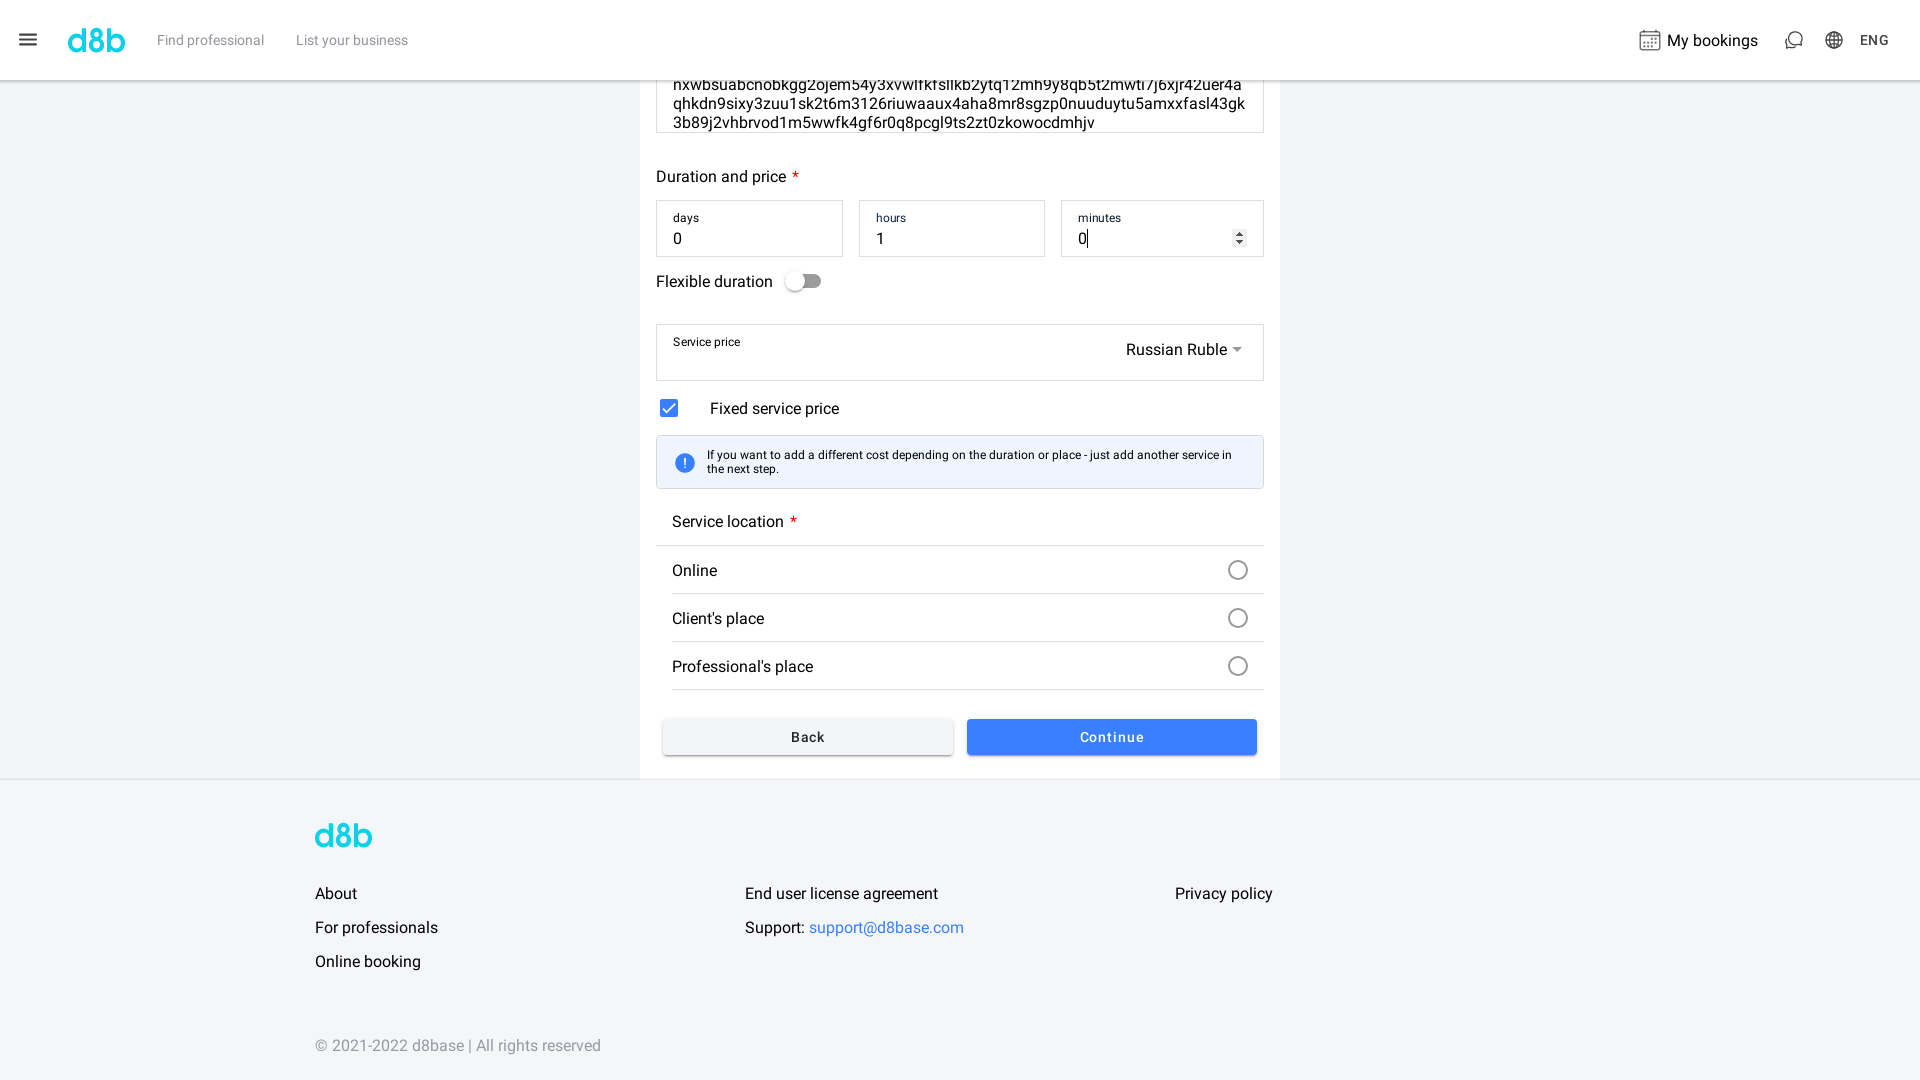 d8b
Find professional
List your business
My bookings
ENG
nxwbsuabcnobkgg2ojem54y3xvwlfkfsllkb2ytq12mh9y8qb5t2mwti7j6xjr42uer4a
qhkdn9sixy3zuu1sk2t6m3126riuwaaux4aha8mr8sgzp0nuuduytu5amxxfasl43gk
3b89j2vhbrvod1m5wwfk4gf6r0q8pcgl9ts2zt0zkowocdmhjv
Duration and price *
days
0
hours
1
minutes
0
Flexible duration
Service price
Russian Ruble
Fixed service price
If you want to add a different cost depending on the duration or place - just add another service in
the next step.
Service location *
Online
Client's place
Professional's place
Back
Continue
d8b
About
End user license agreement
Privacy policy
For professionals
Support: support@d8base.com
Online booking
© 2021-2022 d8base | All rights reserved